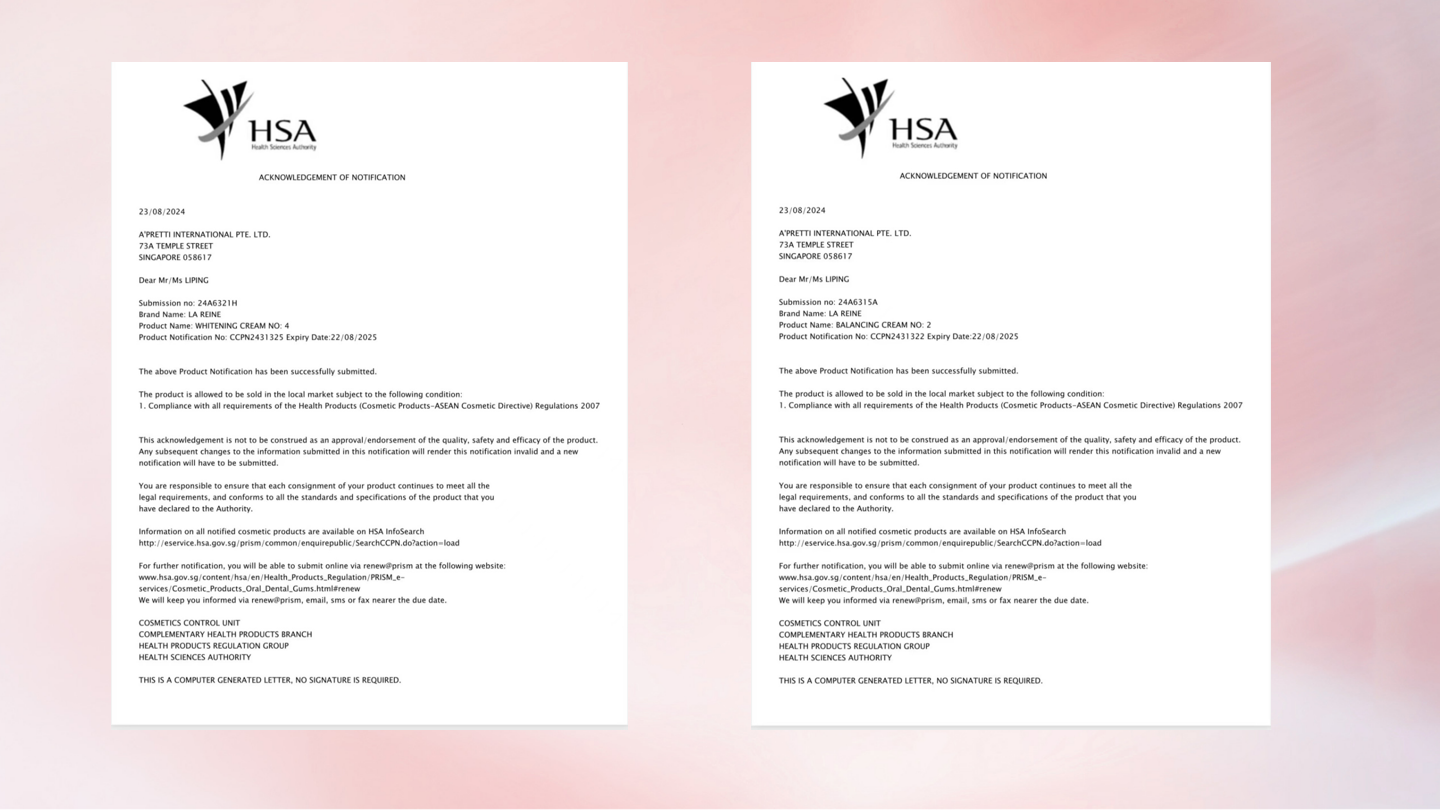 HSA
Health Sciences Authority
ACKNOWLEDGEMENT OF NOTIFICATION
23/08/2024
A'PRETTI INTERNATIONAL PTE. LTD.
73A TEMPLE STREET
SINGAPORE 058617
Dear Mr/Ms LIPING
Submission no: 24A6321H
Brand Name: LA REINE
Product Name: WHITENING CREAM NO: 4
Product Notification No: CCPN2431325 Expiry Date:22/08/2025
The above Product Notification has been successfully submitted.
The product is allowed to be sold in the local market subject to the following condition:
1. Compliance with all requirements of the Health Products (Cosmetic Products-ASEAN Cosmetic Directive) Regulations 2007
This acknowledgement is not to be construed as an approval/endorsement of the quality, safety and efficacy of the product.
Any subsequent changes to the information submitted in this notification will render this notification invalid and a new
notification will have to be submitted.
You are responsible to ensure that each consignment of your product continues to meet all the
legal requirements, and conforms to all the standards and specifications of the product that you
have declared to the Authority.
Information on all notified cosmetic products are available on HSA InfoSearch
http://eservice.hsa.gov.sg/prism/common/enquirepublic/SearchCCPN.do?action=load
For further notification, you will be able to submit online via renew@prism at the following website:
www.hsa.gov.sg/content/hsa/en/Health_Products_Regulation/PRISM_e-
services/Cosmetic_Products_Oral_Dental_Gums.html#renew
We will keep you informed via renew@prism, email, sms or fax nearer the due date.
COSMETICS CONTROL UNIT
COMPLEMENTARY HEALTH PRODUCTS BRANCH
HEALTH PRODUCTS REGULATION GROUP
HEALTH SCIENCES AUTHORITY
THIS IS A COMPUTER GENERATED LETTER, NO SIGNATURE IS REQUIRED.
HSA
Health Sciences Authority
ACKNOWLEDGEMENT OF NOTIFICATION
23/08/2024
A'PRETTI INTERNATIONAL PTE. LTD.
73A TEMPLE STREET
SINGAPORE 058617
Dear Mr/Ms LIPING
Submission no: 24A6315A
Brand Name: LA REINE
Product Name: BALANCING CREAM NO: 2
Product Notification No: CCPN2431322 Expiry Date:22/08/2025
The above Product Notification has been successfully submitted.
The product is allowed to be sold in the local market subject to the following condition:
1. Compliance with all requirements of the Health Products (Cosmetic Products-ASEAN Cosmetic Directive) Regulations 2007
This acknowledgement is not to be construed as an approval/endorsement of the quality, safety and efficacy of the product.
Any subsequent changes to the information submitted in this notification will render this notification invalid and a new
notification will have to be submitted.
You are responsible to ensure that each consignment of your product continues to meet all the
legal requirements, and conforms to all the standards and specifications of the product that you
have declared to the Authority.
Information on all notified cosmetic products are available on HSA InfoSearch
http://eservice.hsa.gov.sg/prism/common/enquirepublic/SearchCCPN.do?action=load
For further notification, you will be able to submit online via renew@prism at the following website:
www.hsa.gov.sg/content/hsa/en/Health_Products_Regulation/PRISM_e-
services/Cosmetic_Products_Oral_Dental_Gums.html#renew
We will keep you informed via renew@prism, email, sms or fax nearer the due date.
COSMETICS CONTROL UNIT
COMPLEMENTARY HEALTH PRODUCTS BRANCH
HEALTH PRODUCTS REGULATION GROUP
HEALTH SCIENCES AUTHORITY
THIS IS A COMPUTER GENERATED LETTER, NO SIGNATURE IS REQUIRED.